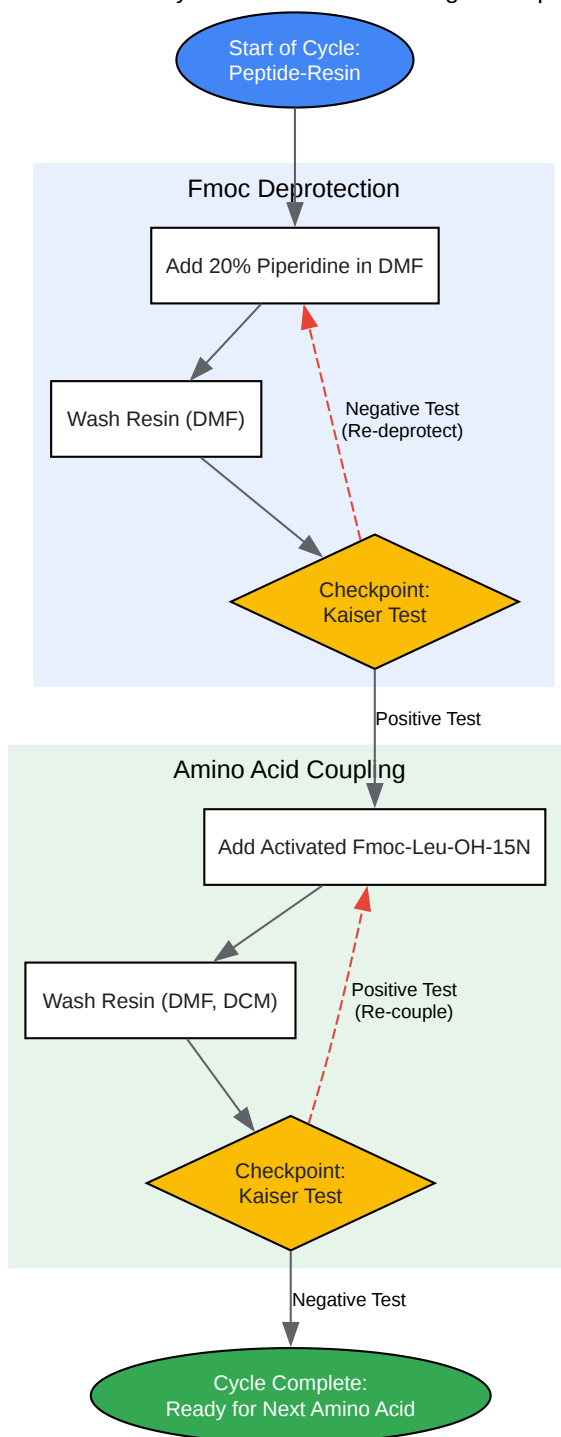 Start of Cycle:
Peptide-Resin
Fmoc Deprotection
Add 20% Piperidine in DMF
Wash Resin (DMF)
Negative Test
(Re-deprotect)
Checkpoint:
Kaiser Test
Positive Test
Amino Acid Coupling
Add Activated Fmoc-Leu-OH-15N
Wash Resin (DMF, DCM)
Positive Test
(Re-couple)
Checkpoint:
Kaiser Test
Negative Test
Cycle Complete:
Ready for Next Amino Acid